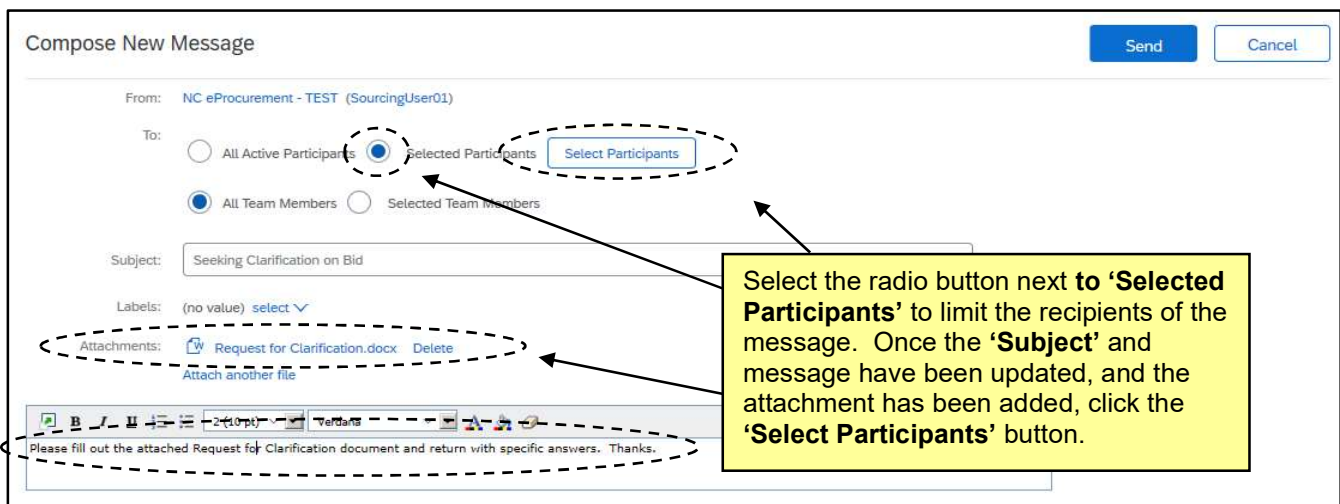 Compose New Message
Send
Cancel
From: NC eProcurement - TEST (SourcingUser01)
To:
All Active Participants Selected Participants Select Participants
All Team Members Selected Team Members
Subject: Seeking Clarification on Bid
Labels: (no value) select
Attachments: Request for Clarification.docx Delete
Attach another file
B I U 2 (10 pt) Verdana A
Please fill out the attached Request for Clarification document and return with specific answers. Thanks.
Select the radio button next to ‘Selected
Participants’ to limit the recipients of the
message. Once the ‘Subject’ and
message have been updated, and the
attachment has been added, click the
‘Select Participants’ button.